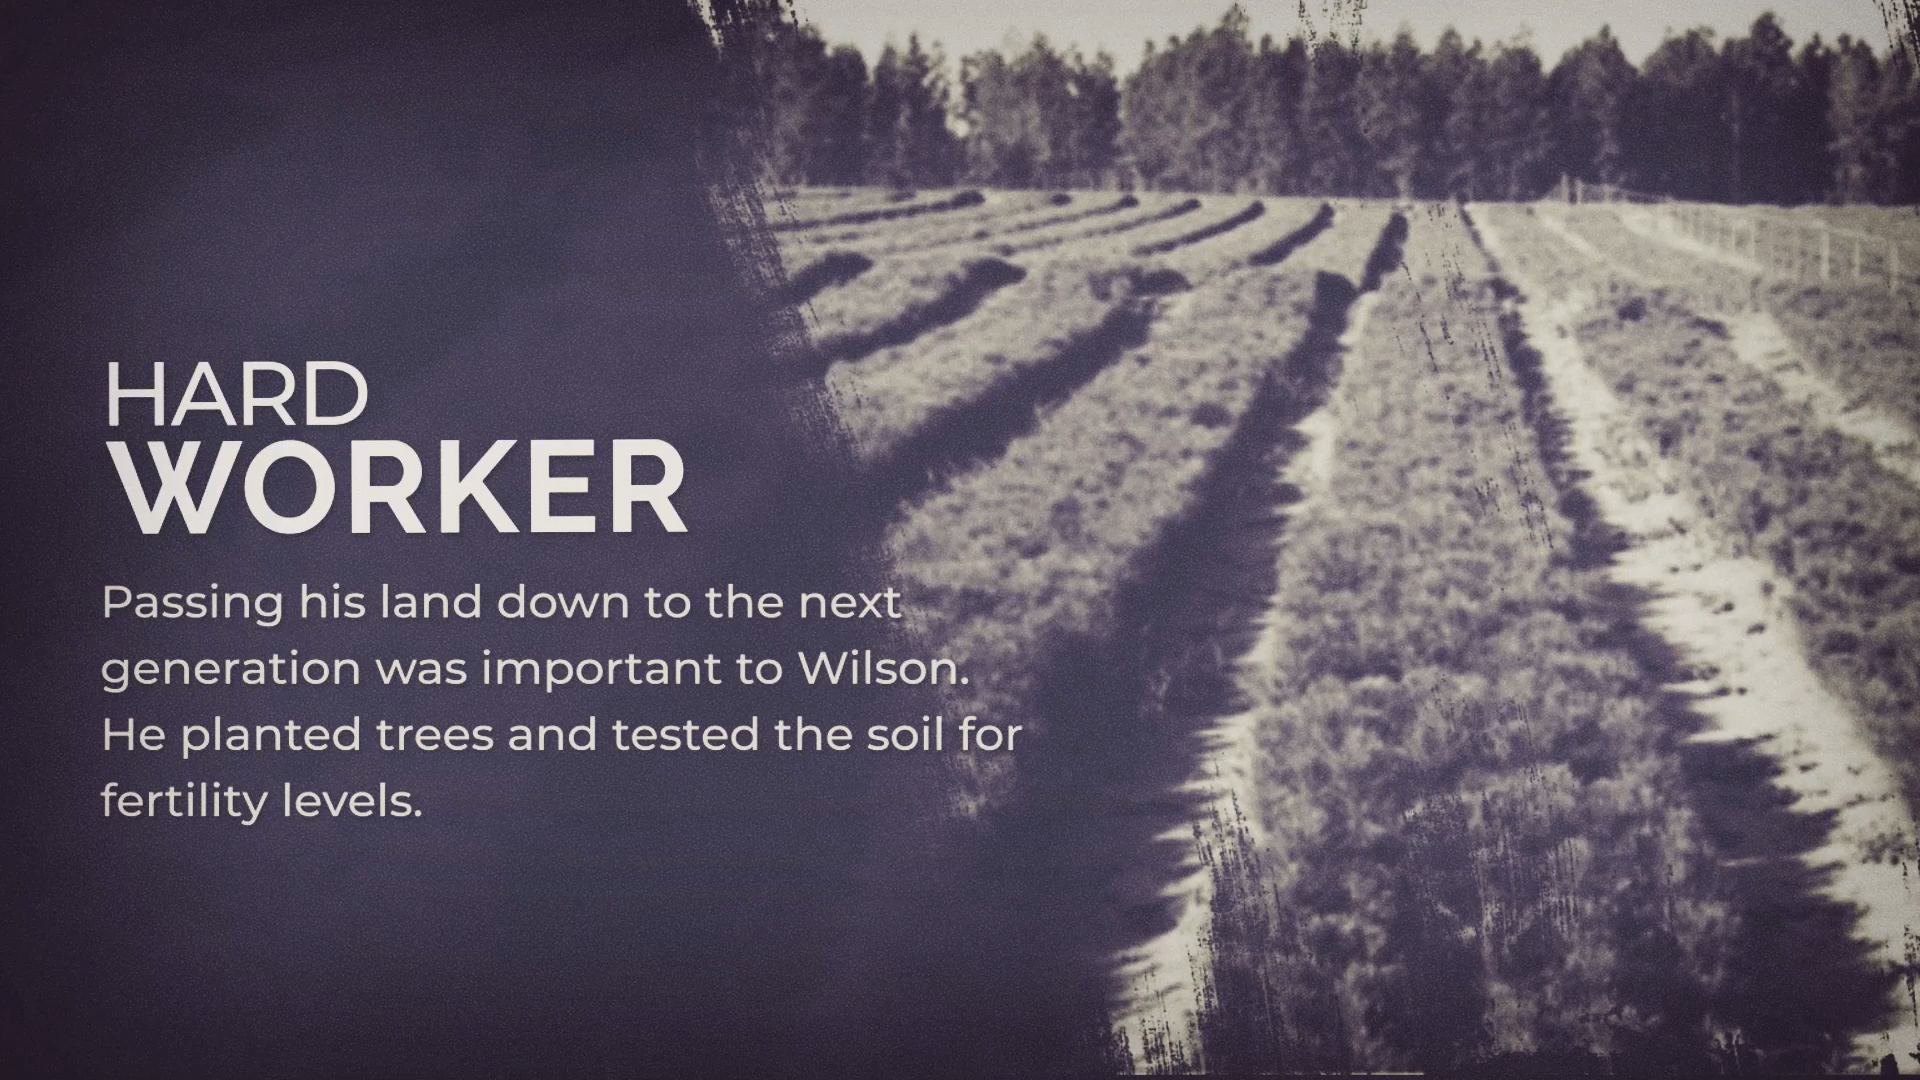 HARD
WORKER
Passing his land down to the next
generation was important to Wilson.
He planted trees and tested the soil for
fertility levels.